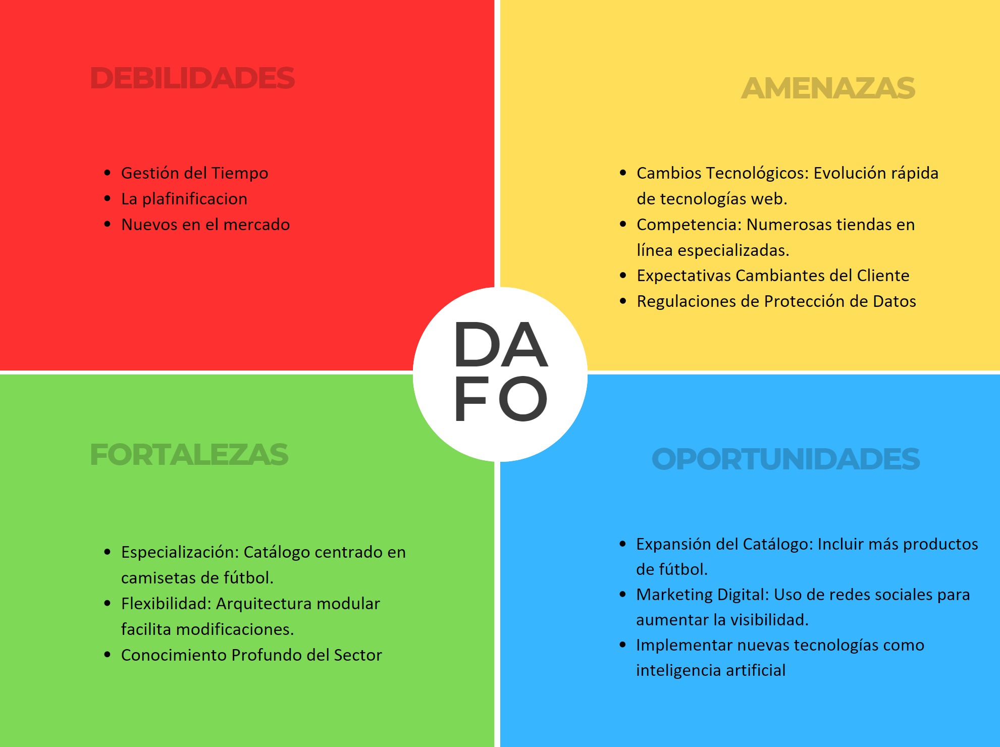 DEBILIDADES
• Gestión del Tiempo
• La plafinificacion
• Nuevos en el mercado
AMENAZAS
• Cambios Tecnológicos: Evolución rápida
de tecnologías web.
• Competencia: Numerosas tiendas en
línea especializadas.
• Expectativas Cambiantes del Cliente
• Regulaciones de Protección de Datos
DA
FO
FORTALEZAS
• Especialización: Catálogo centrado en
camisetas de fútbol.
• Flexibilidad: Arquitectura modular
facilita modificaciones.
• Conocimiento Profundo del Sector
OPORTUNIDADES
• Expansión del Catálogo: Incluir más productos
de fútbol.
• Marketing Digital: Uso de redes sociales para
aumentar la visibilidad.
• Implementar nuevas tecnologías como
inteligencia artificial